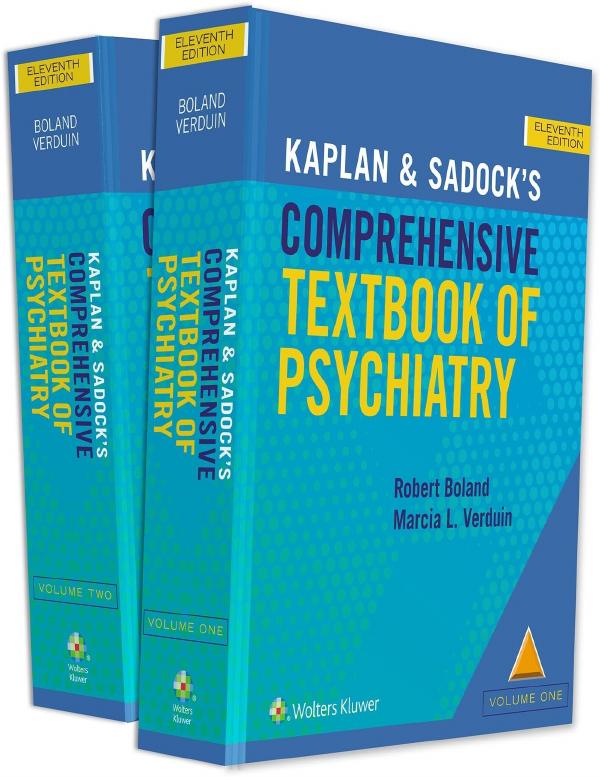 ELEVENTH
EDITION
BOLAND
VERDUIN
KAPLAN & SADOCK'S
COMPREHENSIVE
TEXTBOOK OF
PSYCHIATRY
VOLUME TWO
Wolters
Kluwer
ELEVENTH
EDITION
BOLAND
VERDUIN
KAPLAN & SADOCK'S
COMPREHENSIVE
TEXTBOOK OF
PSYCHIATRY
VOLUME ONE
Wolters
Kluwer
ELEVENTH
EDITION
KAPLAN & SADOCK'S
COMPREHENSIVE
TEXTBOOK OF
PSYCHIATRY
Robert Boland
Marcia L. Verduin
Wolters Kluwer
VOLUME ONE